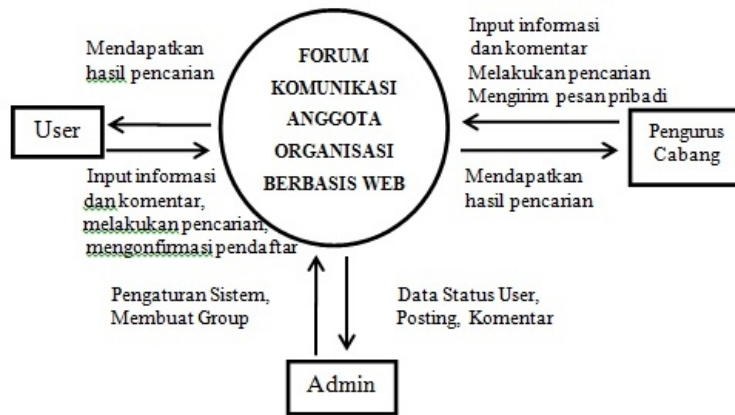 Mendapatkan
hasil pencarian
FORUM
KOMUNIKASI
ANGGOTA
ORGANISASI
BERBASIS WEB
Input informasi
dan komentar
Melakukan pencarian
Mengirim pesan pribadi
User
Pengurus
Cabang
Input informasi
dan komentar,
melakukan pencarian,
mengonfirmasi pendaftar
Mendapatkan
hasil pencarian
Pengaturan Sistem,
Membuat Group
Data Status User,
Posting, Komentar
Admin